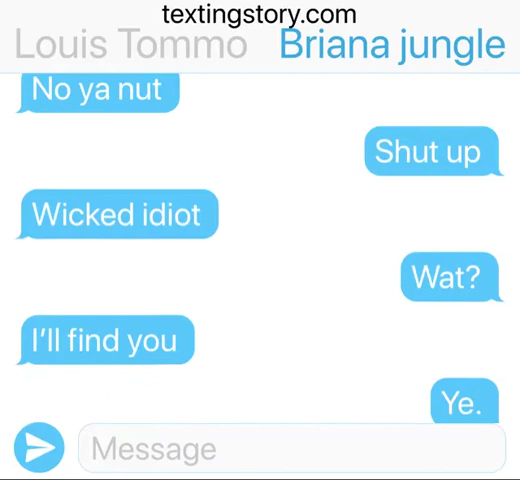 textingstory.com
Louis Tommo Briana jungle
No ya nut
Shut up
Wicked idiot
Wat?
I'll find you
Ye.
Message